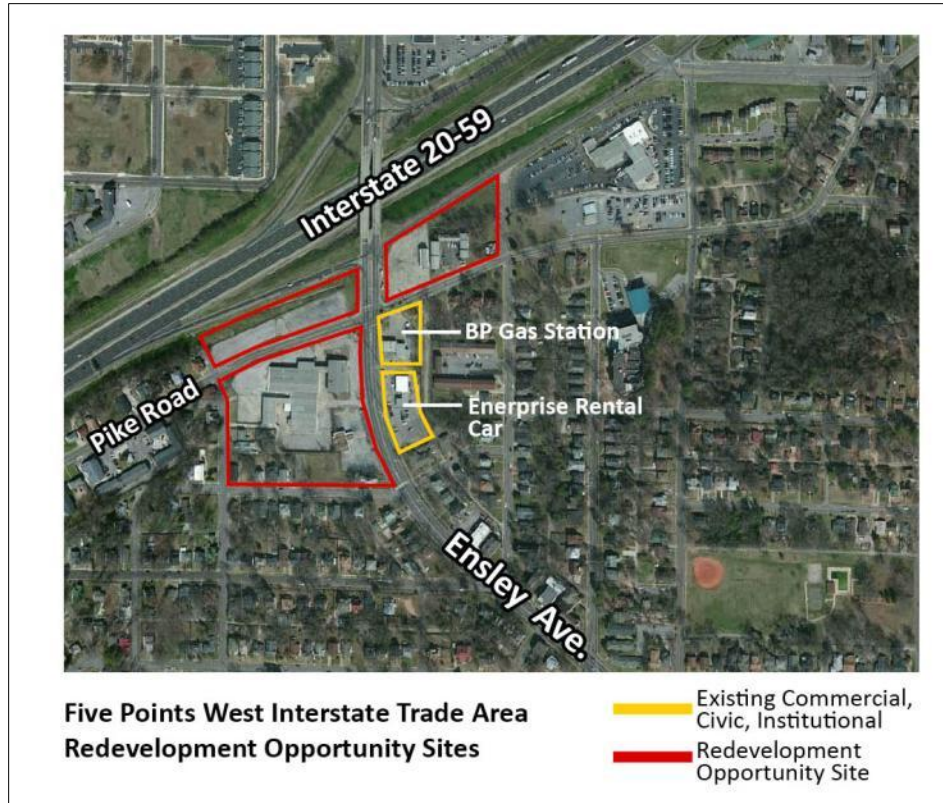 Interstate 20-59
BP Gas Station
Enerprise Rental
Car
Pike Road
Ensley Ave.
Five Points West Interstate Trade Area
Redevelopment Opportunity Sites
Existing Commercial,
Civic, Institutional
Redevelopment
Opportunity Site